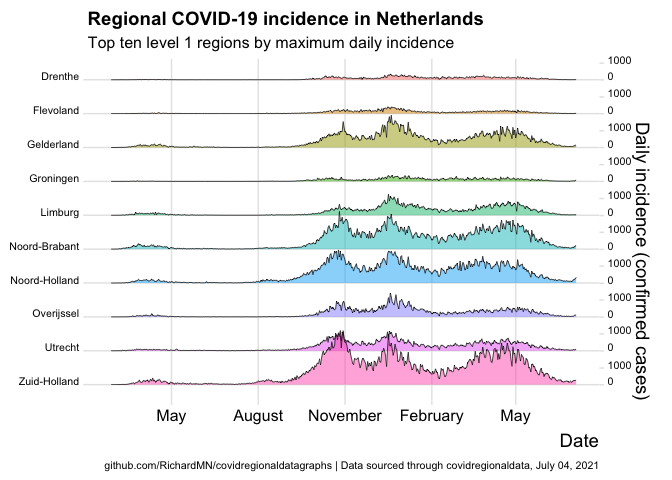 Regional COVID-19 incidence in Netherlands
Top ten level 1 regions by maximum daily incidence
Drenthe
Flevoland
Gelderland
Groningen
Limburg
Noord-Brabant
Noord-Holland
Overijssel
Utrecht
Zuid-Holland
1000
0
1000
0
1000
0
1000
0
1000
0
1000
0
1000
0
1000
0
1000
0
1000
0
Daily incidence (confirmed cases)
May August November February May
Date
github.com/RichardMN/covidregionaldatagraphs | Data sourced through covidregionaldata, July 04, 2021